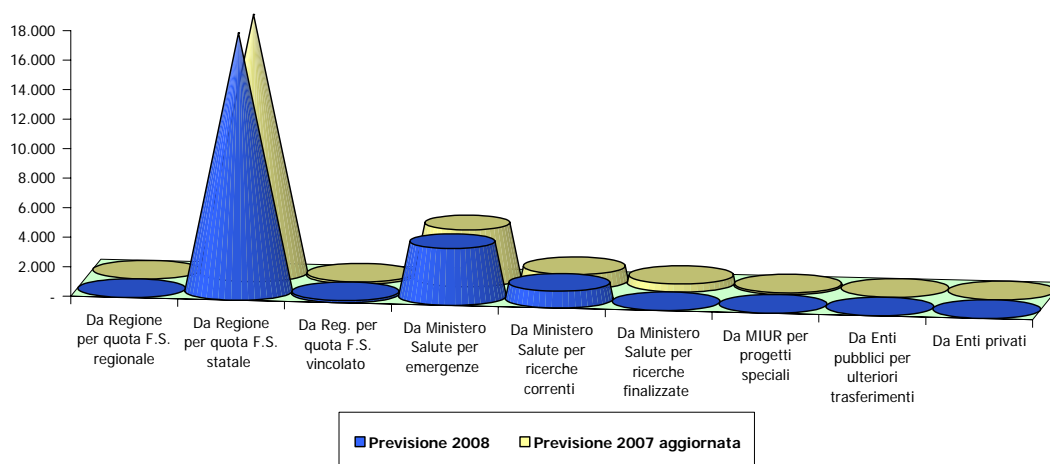 18.000
16.000
14.000
12.000
10.000
8.000
6.000
4.000
2.000
-
Da Regione
per quota F.S.
regionale
Da Regione
per quota F.S.
statale
Da Reg. per
quota F.S.
vincolato
Da Ministero
Salute per
emergenze
Da Ministero
Salute per
ricerche
correnti
Da Ministero
Salute per
ricerche
finalizzate
Da MIUR per
progetti
speciali
Da Enti
pubblici per
ulteriori
trasferimenti
Da Enti privati
Previsione 2008
Previsione 2007 aggiornata